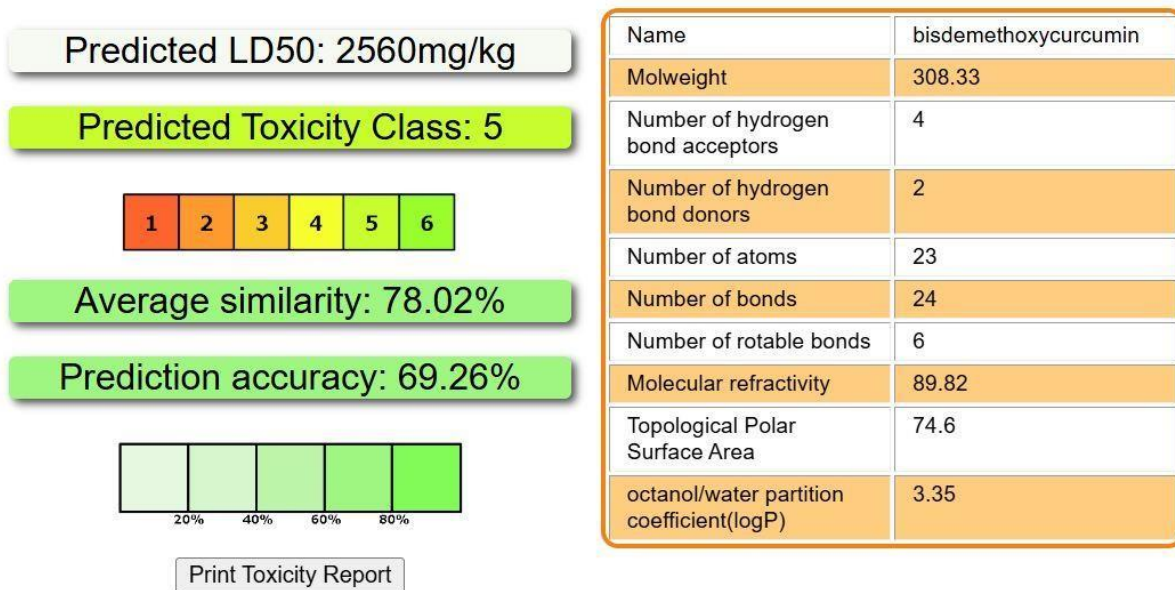 Predicted LD50: 2560mg/kg
Predicted Toxicity Class: 5
1 2 3 4 5 6
Average similarity: 78.02%
Prediction accuracy: 69.26%
20% 40% 60% 80%
Print Toxicity Report
Name bisdemethoxycurcumin
Molweight 308.33
Number of hydrogen
bond acceptors 4
Number of hydrogen
bond donors 2
Number of atoms 23
Number of bonds 24
Number of rotable bonds 6
Molecular refractivity 89.82
Topological Polar
Surface Area 74.6
octanol/water partition
coefficient(logP) 3.35